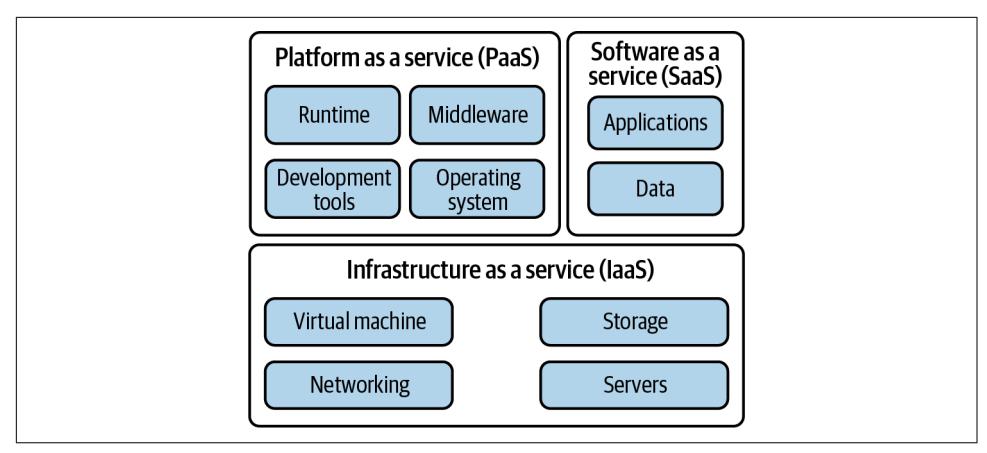 Platform as a service (PaaS)
Runtime
Middleware
Development
tools
Operating
system
Software as a
service (SaaS)
Applications
Data
Infrastructure as a service (IaaS)
Virtual machine
Storage
Networking
Servers